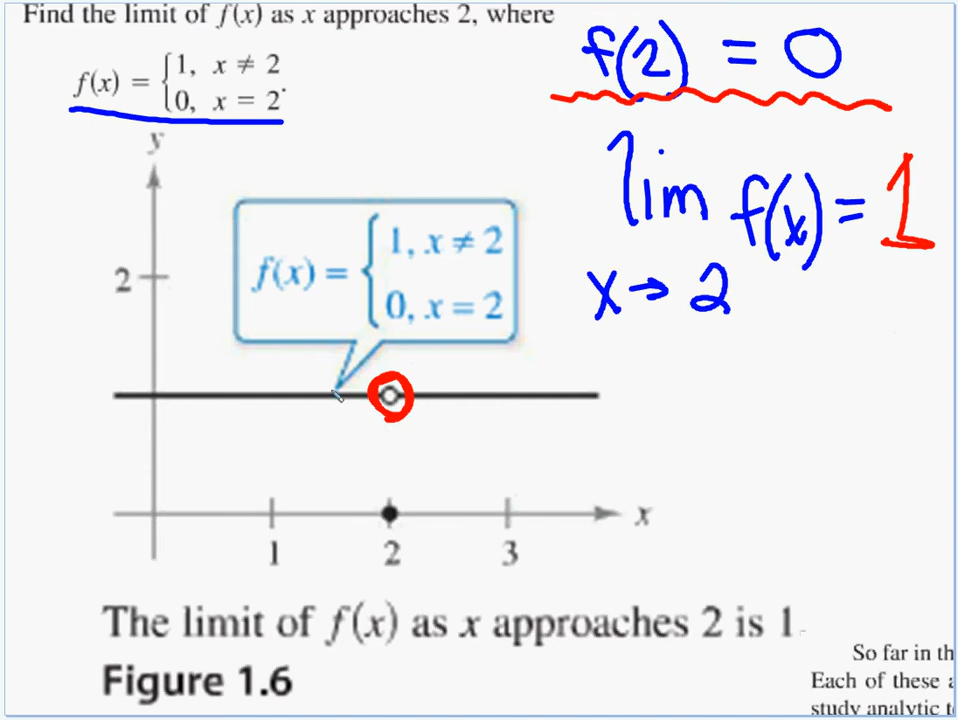 Find the limit of f(x) as x approaches 2, where
f(x) = {1, x ≠ 2
0, x = 2.
f(2) = 0
lim f(x) = 1
x → 2
y
f(x) = {1, x ≠ 2
0, x = 2
2
x
1 2 3
The limit of f(x) as x approaches 2 is 1.
Figure 1.6
So far in th
Each of these a
study analytic t